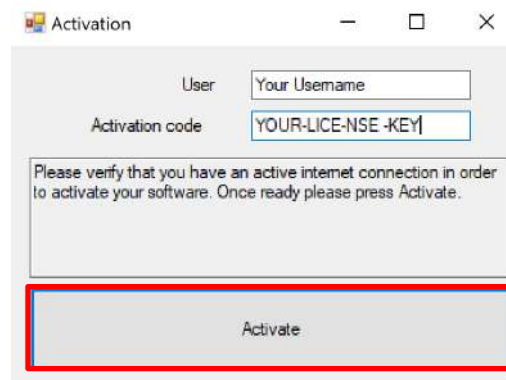 Activation
User Your Username
Activation code YOUR-LICE-NSE -KEY
Please verify that you have an active internet connection in order
to activate your software. Once ready please press Activate.
Activate